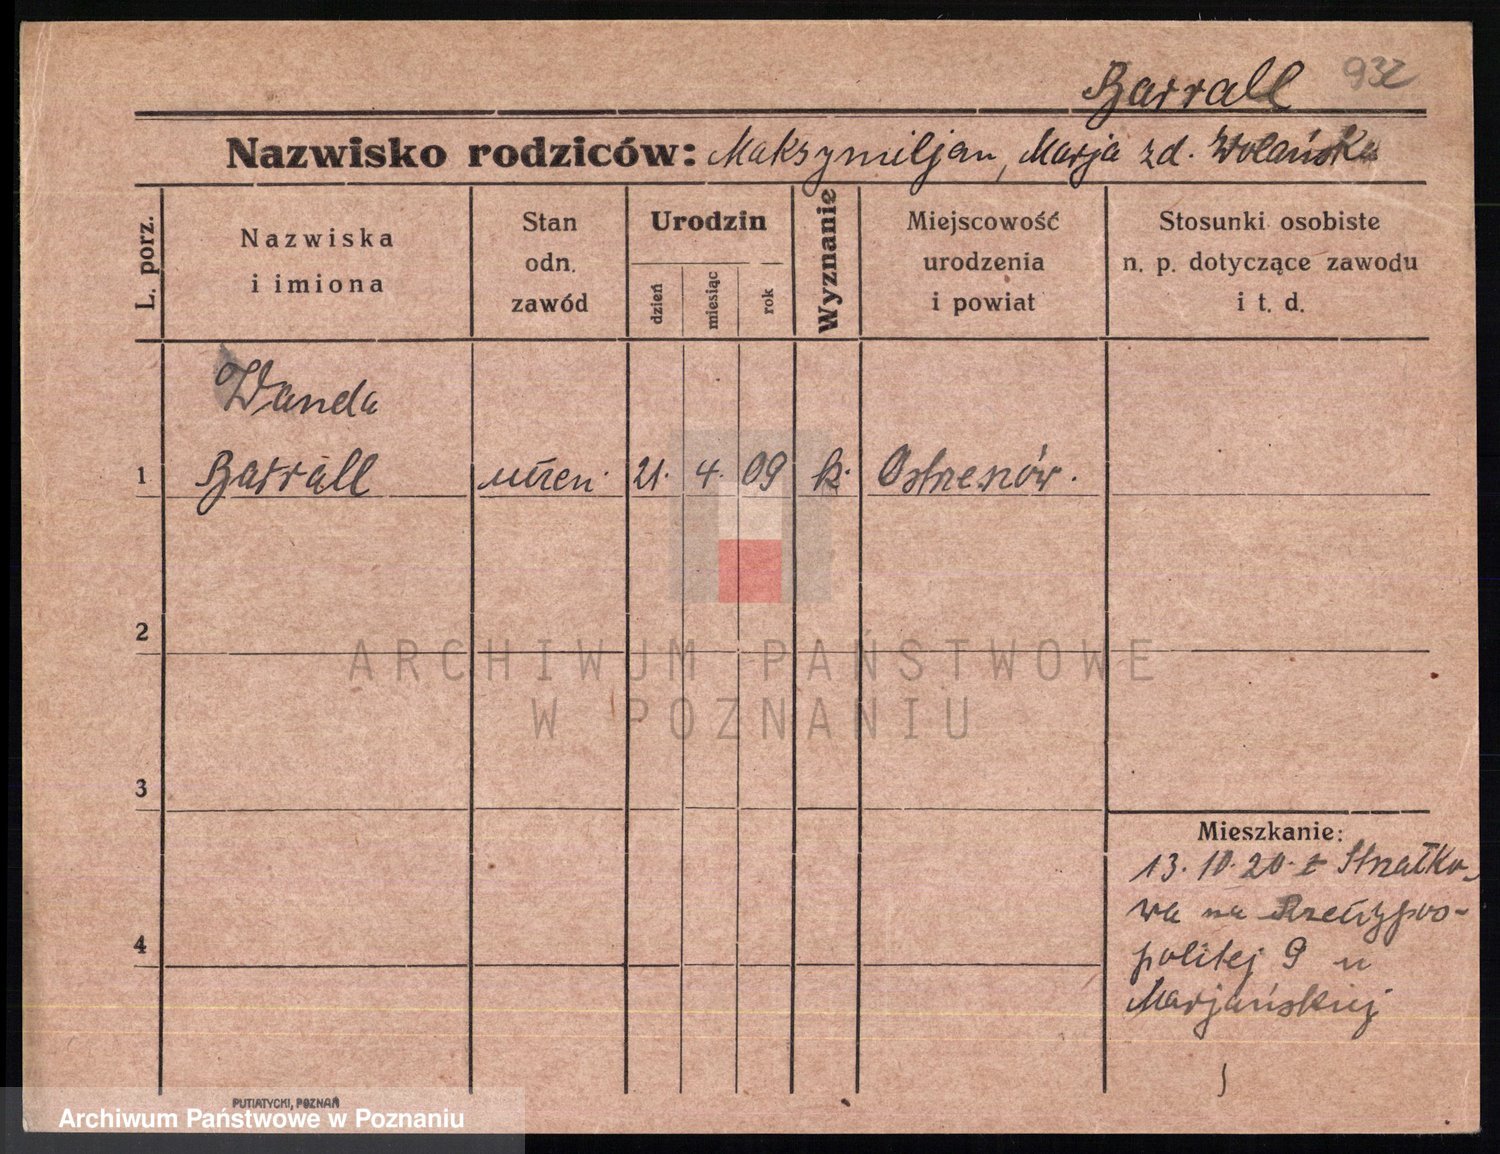 Barrall 932
Nazwisko rodziców: Maksymiljan, Marja zd. Wolańska
L. porz.
Nazwiska
i imiona
Stan
odn.
zawód
Urodzin
dzień
miesiąc
rok
Wyznanie
Miejscowość
urodzenia
i powiat
Stosunki osobiste
n. p. dotyczące zawodu
i t. d.
Wanda
1 Barrall uczen. 21. 4. 09 k. Ostrzeszów.
2
3
4
Mieszkanie:
13. 10. 20. z Strzałko-
wa na Rzeczypos-
politej 9 u
Marjańskiej
ARCHIWUM PAŃSTWOWE
W POZNANIU
PUTIATYCKI, POZNAŃ
Archiwum Państwowe w Poznaniu